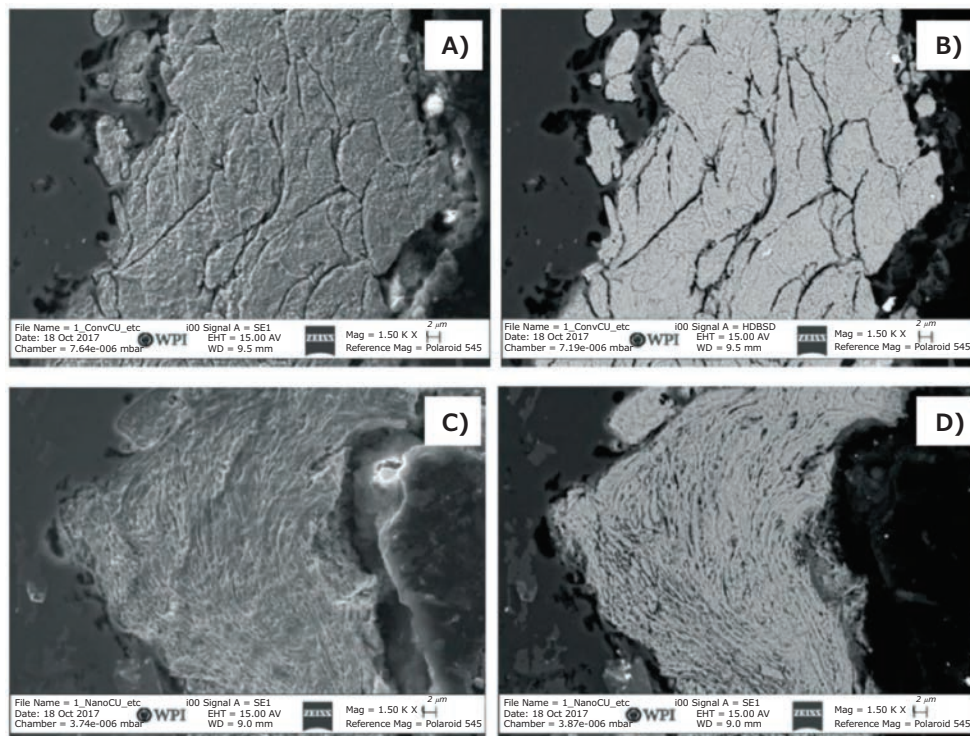 A)
File Name = 1_ConvCU_etc i00 Signal A = SE1 Mag = 1.50 K X 2 μm
Date: 18 Oct 2017 WPI EHT = 15.00 AV ZEISS
Chamber = 7.64e-006 mbar WD = 9.5 mm Reference Mag = Polaroid 545
B)
File Name = 1_ConvCU_etc i00 Signal A = HDBSD Mag = 1.50 K X 2 μm
Date: 18 Oct 2017 WPI EHT = 15.00 AV ZEISS
Chamber = 7.19e-006 mbar WD = 9.5 mm Reference Mag = Polaroid 545
C)
File Name = 1_NanoCU_etc i00 Signal A = SE1 Mag = 1.50 K X 2 μm
Date: 18 Oct 2017 WPI EHT = 15.00 AV ZEISS
Chamber = 3.74e-006 mbar WD = 9.0 mm Reference Mag = Polaroid 545
D)
File Name = 1_NanoCU_etc i00 Signal A = SE1 Mag = 1.50 K X 2 μm
Date: 18 Oct 2017 WPI EHT = 15.00 AV ZEISS
Chamber = 3.87e-006 mbar WD = 9.0 mm Reference Mag = Polaroid 545